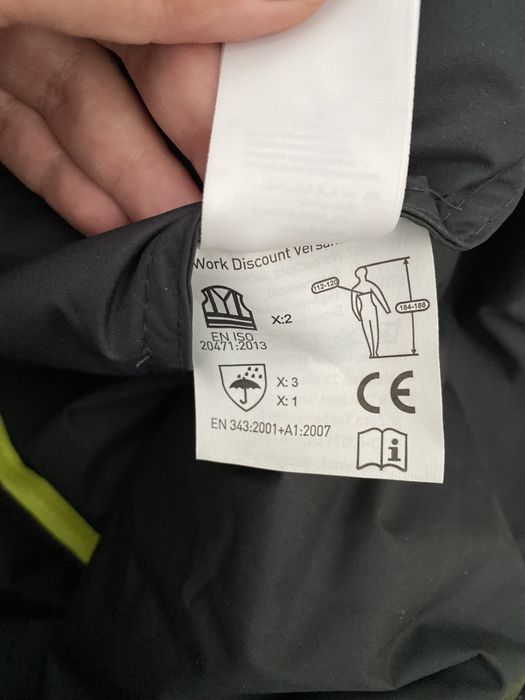 Work Discount
112-120
184-188
X:2
EN ISO
20471:2013
X: 3
X: 1
CE
EN 343:2001+A1:2007
i